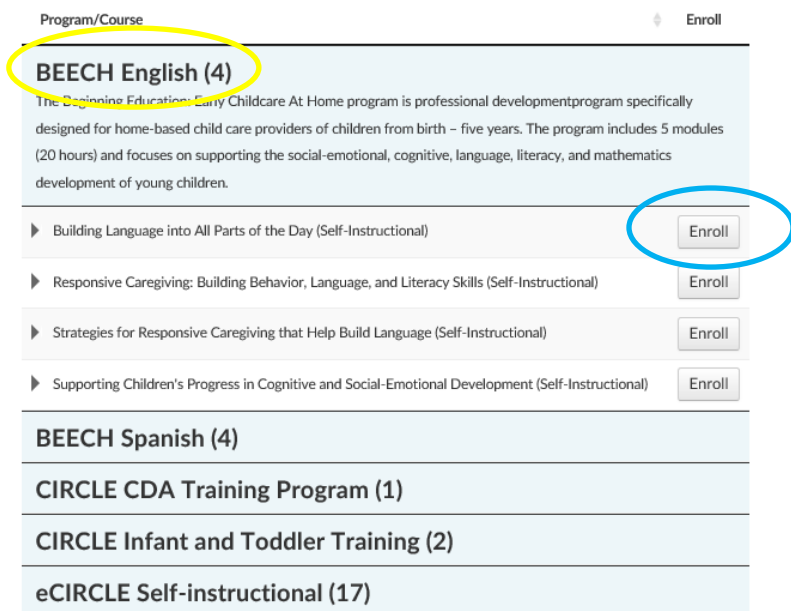 Program/Course Enroll
BEECH English (4)
The Beginning Education: Early Childcare At Home program is professional developmentprogram specifically
designed for home-based child care providers of children from birth – five years. The program includes 5 modules
(20 hours) and focuses on supporting the social-emotional, cognitive, language, literacy, and mathematics
development of young children.
Building Language into All Parts of the Day (Self-Instructional) Enroll
Responsive Caregiving: Building Behavior, Language, and Literacy Skills (Self-Instructional) Enroll
Strategies for Responsive Caregiving that Help Build Language (Self-Instructional) Enroll
Supporting Children's Progress in Cognitive and Social-Emotional Development (Self-Instructional) Enroll
BEECH Spanish (4)
CIRCLE CDA Training Program (1)
CIRCLE Infant and Toddler Training (2)
eCIRCLE Self-instructional (17)